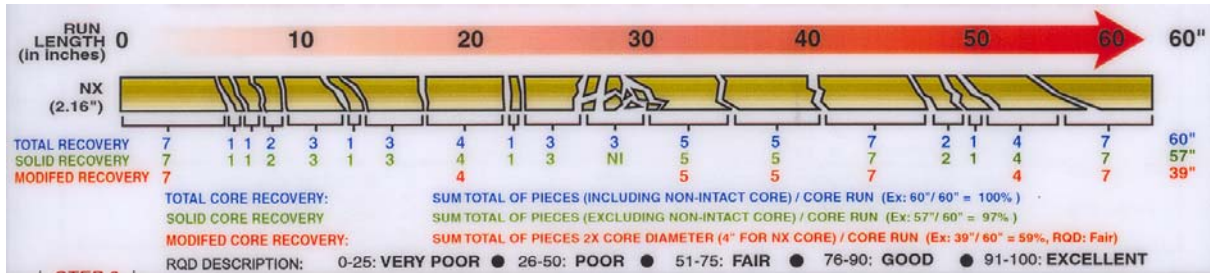 RUN
LENGTH
(in inches)
0 10 20 30 40 50 60 60"
NX
(2.16")
TOTAL RECOVERY 7 1 1 2 3 1 3 4 1 3 3 5 5 7 2 1 4 7 60"
SOLID RECOVERY 7 1 1 2 3 1 3 4 1 3 NI 5 5 7 2 1 4 7 57"
MODIFED RECOVERY 7 4 5 5 7 4 7 39"
TOTAL CORE RECOVERY: SUM TOTAL OF PIECES (INCLUDING NON-INTACT CORE) / CORE RUN (Ex: 60"/ 60" = 100% )
SOLID CORE RECOVERY SUM TOTAL OF PIECES (EXCLUDING NON-INTACT CORE) / CORE RUN (Ex: 57"/ 60" = 97% )
MODIFED CORE RECOVERY: SUM TOTAL OF PIECES 2X CORE DIAMETER (4" FOR NX CORE) / CORE RUN (Ex: 39"/ 60" = 59%, RQD: Fair)
RQD DESCRIPTION: 0-25: VERY POOR ● 26-50: POOR ● 51-75: FAIR ● 76-90: GOOD ● 91-100: EXCELLENT